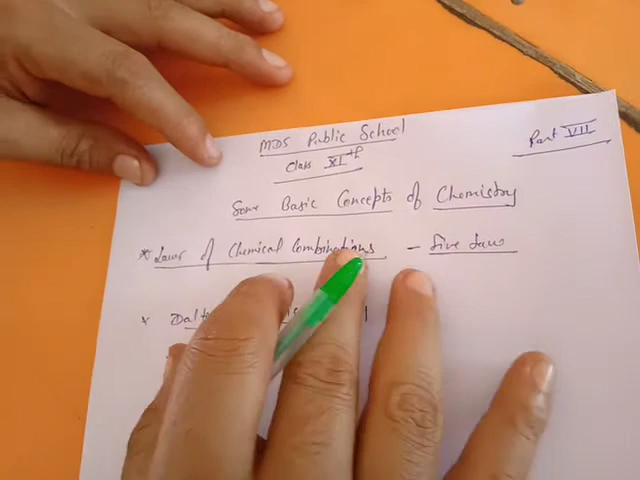 MDS Public School
Class XIth
Part VII
Some Basic Concepts of Chemistry
* Laws of Chemical Combinations - five laws
*